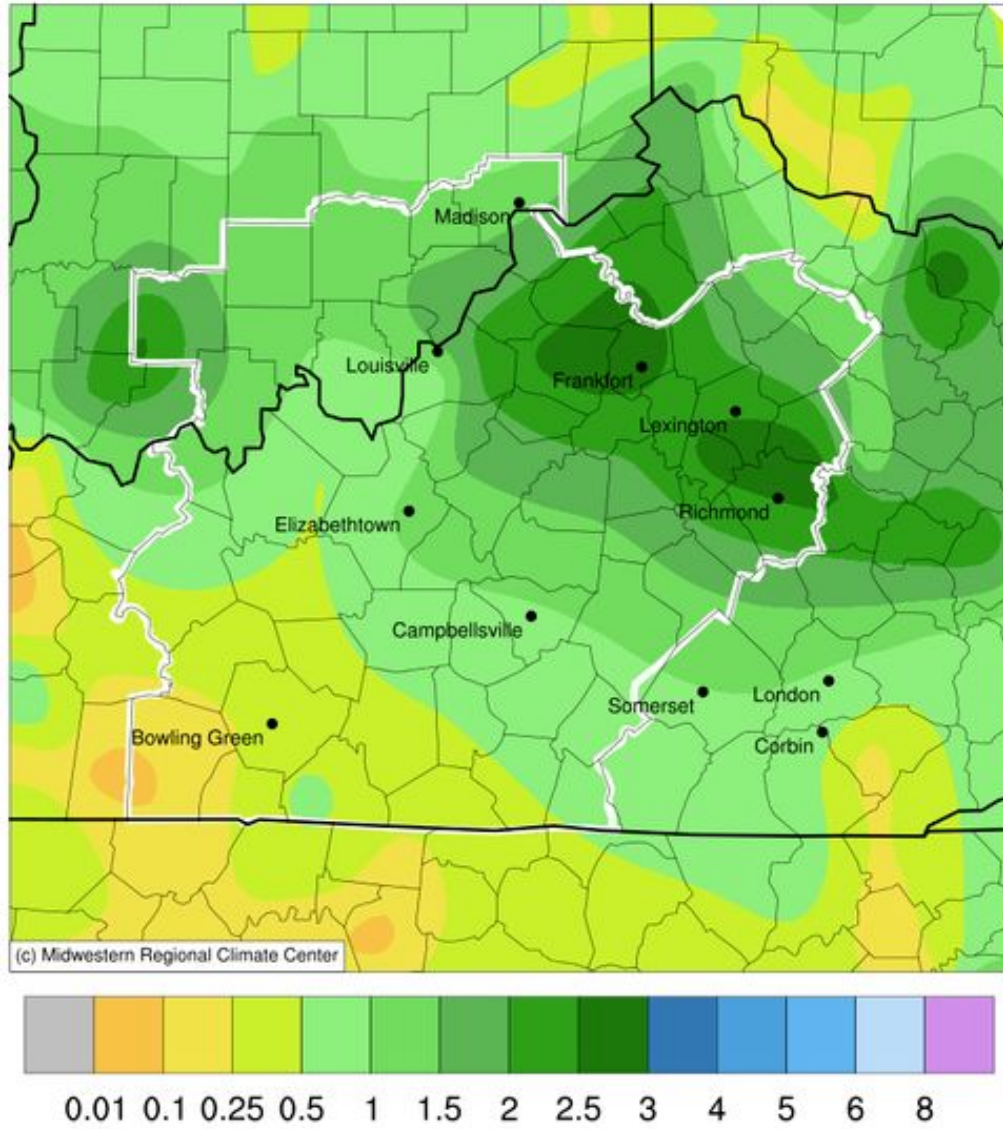 Madison
Louisville
Frankfort
Lexington
Richmond
Elizabethtown
Campbellsville
Somerset
London
Bowling Green
Corbin
(c) Midwestern Regional Climate Center
0.01 0.1 0.25 0.5 1 1.5 2 2.5 3 4 5 6 8